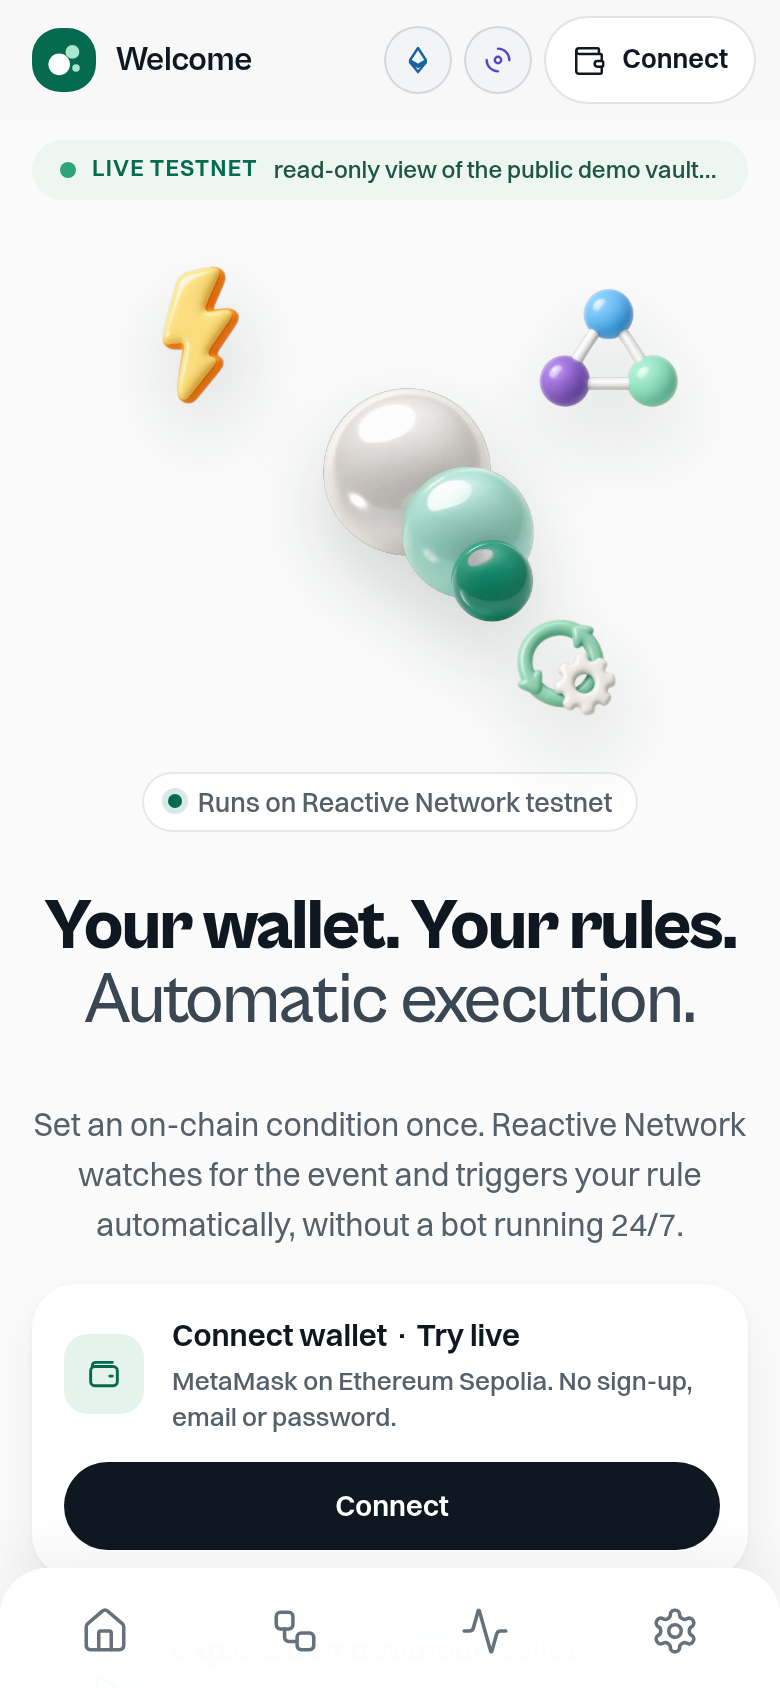 Welcome
Connect
LIVE TESTNET read-only view of the public demo vault...
Runs on Reactive Network testnet
Your wallet. Your rules.
Automatic execution.
Set an on-chain condition once. Reactive Network
watches for the event and triggers your rule
automatically, without a bot running 24/7.
Connect wallet · Try live
MetaMask on Ethereum Sepolia. No sign-up,
email or password.
Connect